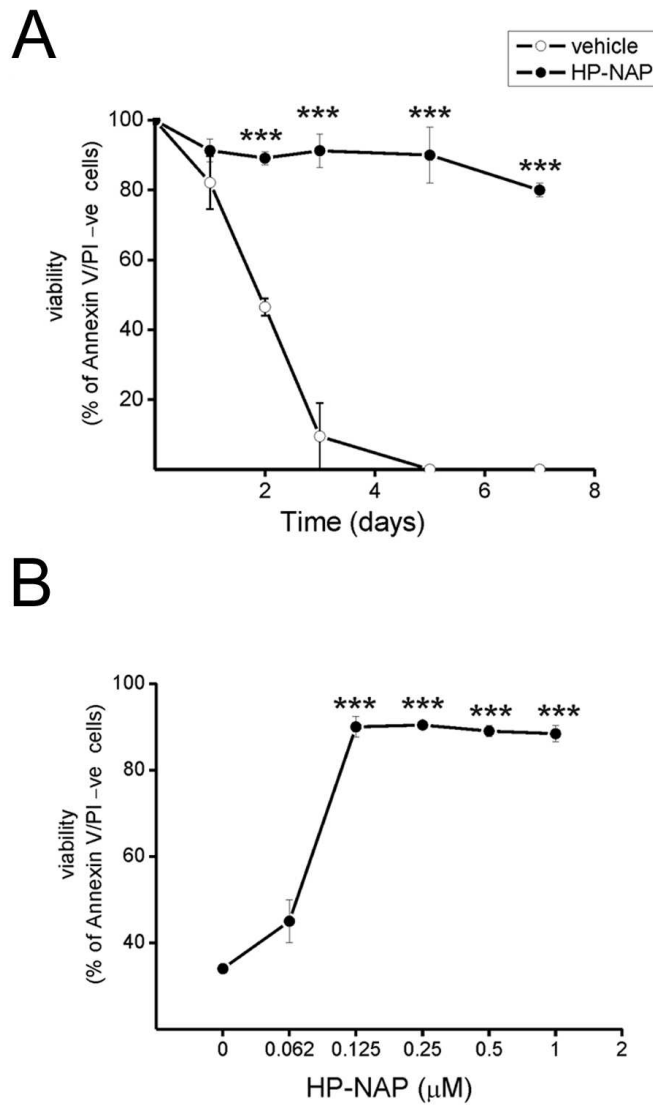 A
vehicle
HP-NAP
100
80
60
40
20
*** *** *** ***
viability
(% of Annexin V/PI –ve cells)
2 4 6 8
Time (days)
B
100
80
60
40
*** *** *** ***
viability
(% of Annexin V/PI –ve cells)
0 0.062 0.125 0.25 0.5 1 2
HP-NAP (μM)